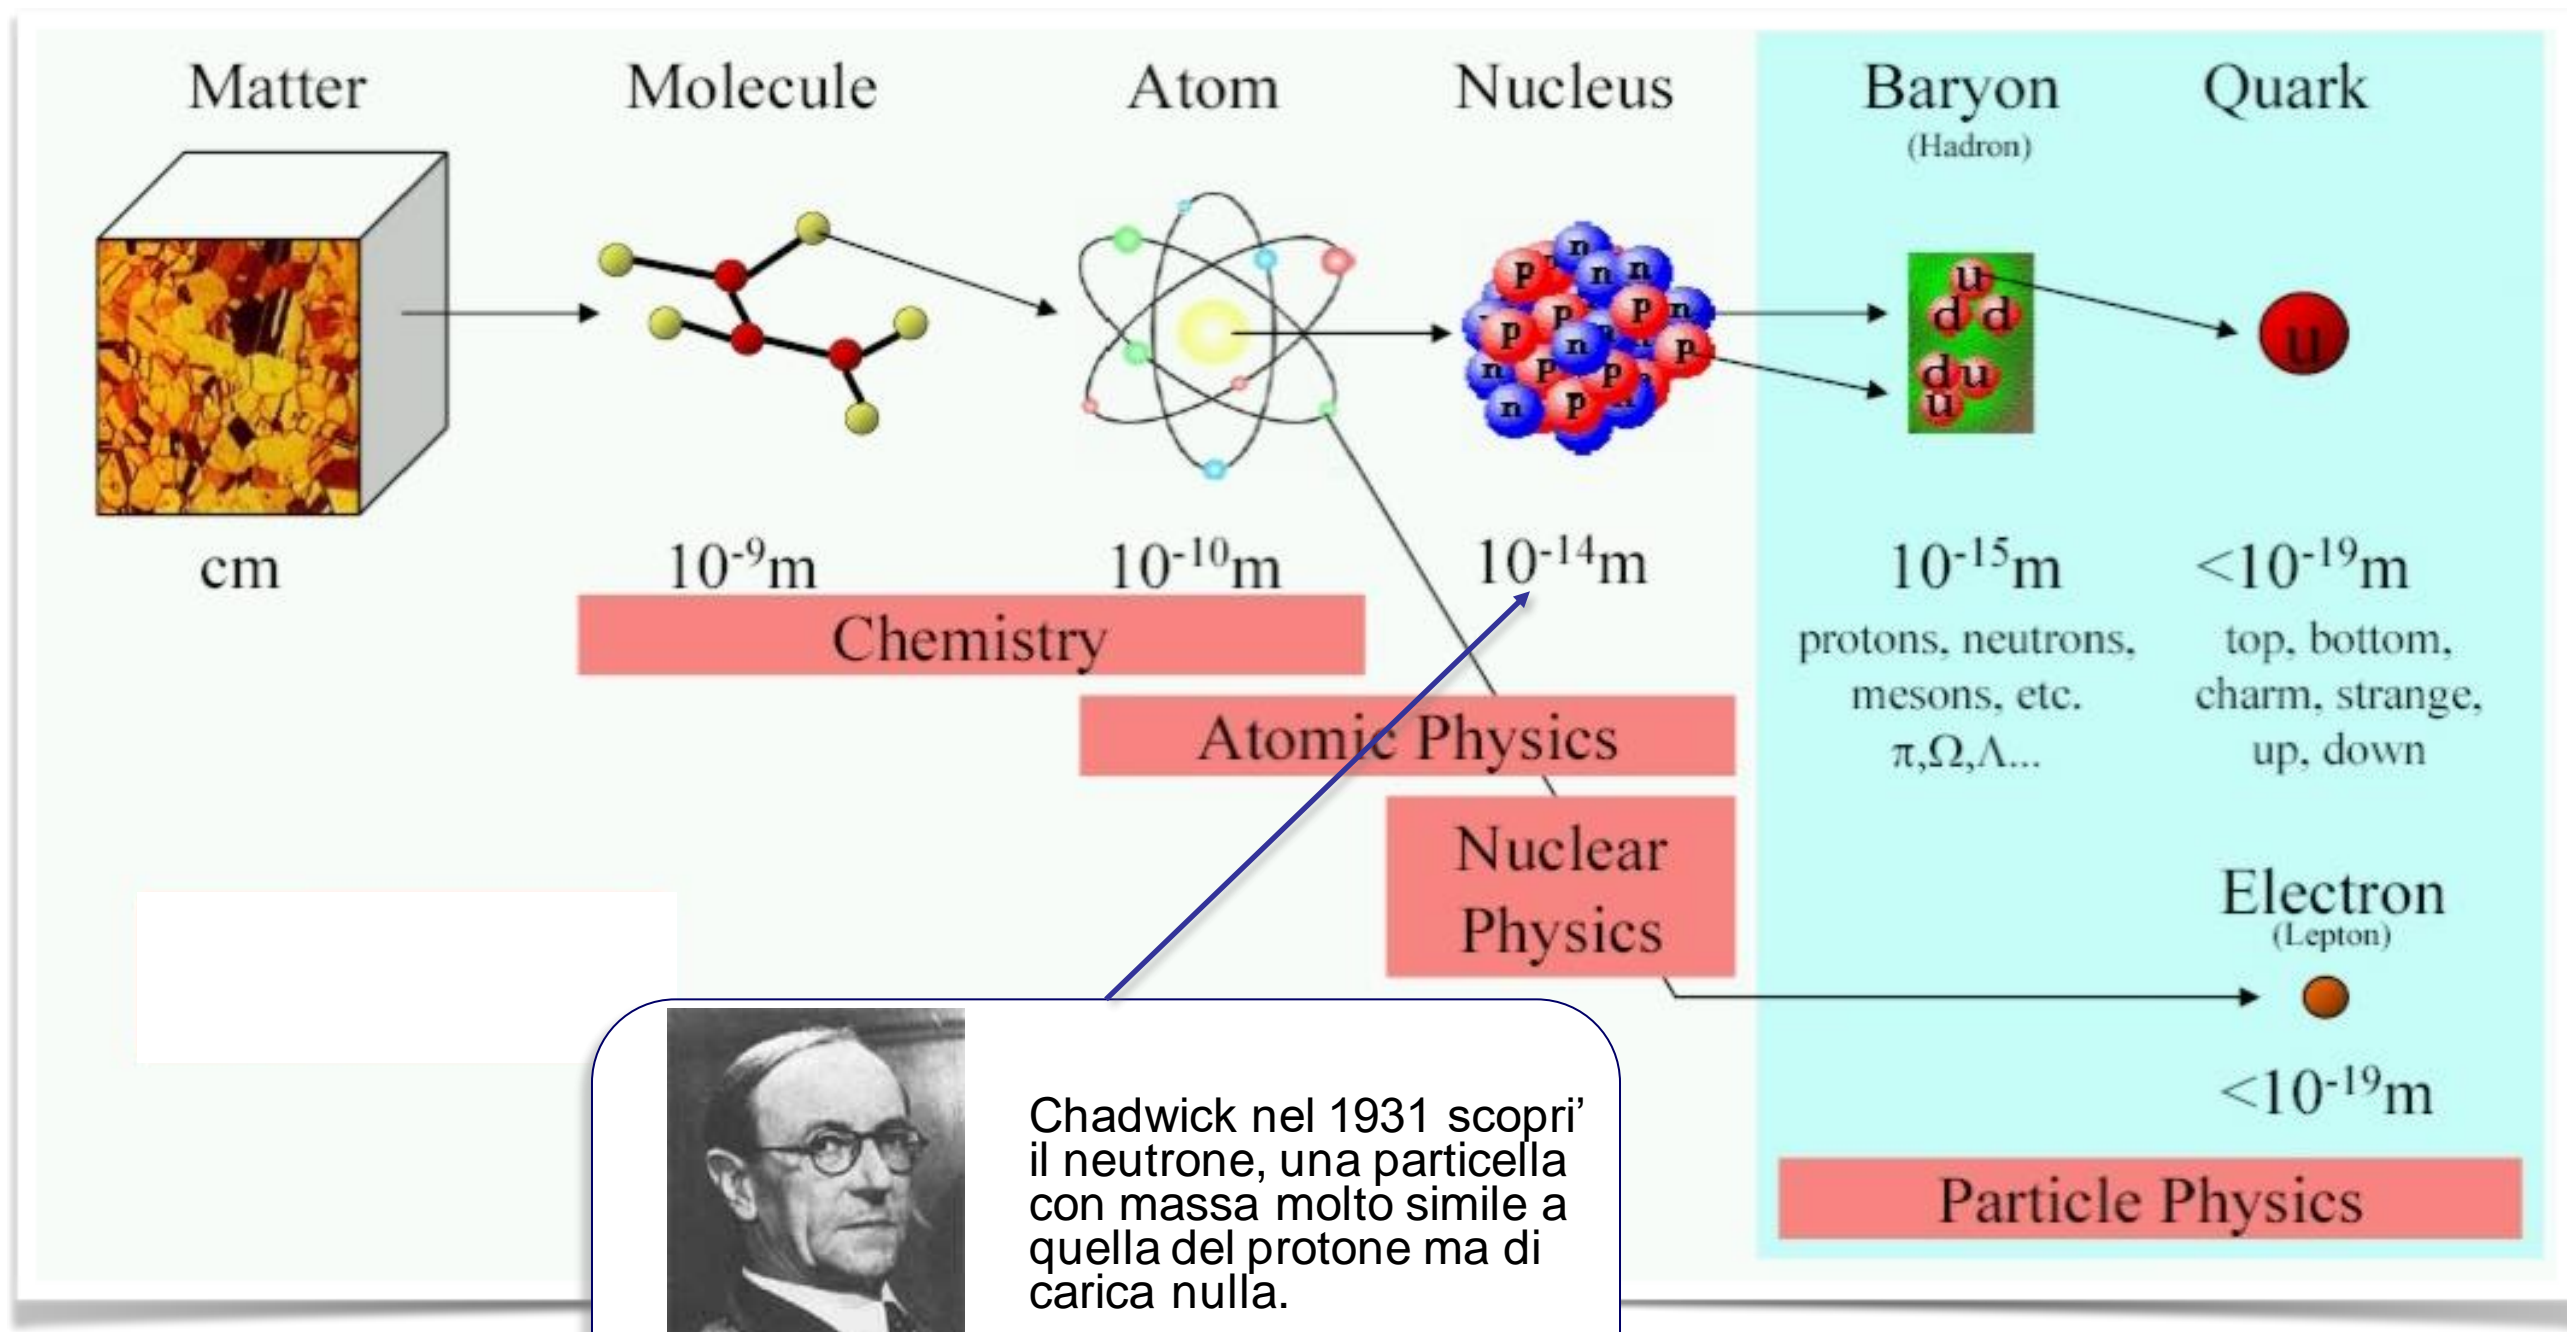 Matter
Molecule
Atom
Nucleus
Baryon
(Hadron)
Quark
n
p
n
n
n
p
p
n
p
p
n
p
n
p
p
n
p
u
d d
d u
u
u
cm
10⁻⁹m
10⁻¹⁰m
10⁻¹⁴m
10⁻¹⁵m
<10⁻¹⁹m
protons, neutrons,
mesons, etc.
π,Ω,Λ...
top, bottom,
charm, strange,
up, down
Chemistry
Atomic Physics
Nuclear
Physics
Electron
(Lepton)
<10⁻¹⁹m
Particle Physics
Chadwick nel 1931 scopri’
il neutrone, una particella
con massa molto simile a
quella del protone ma di
carica nulla.